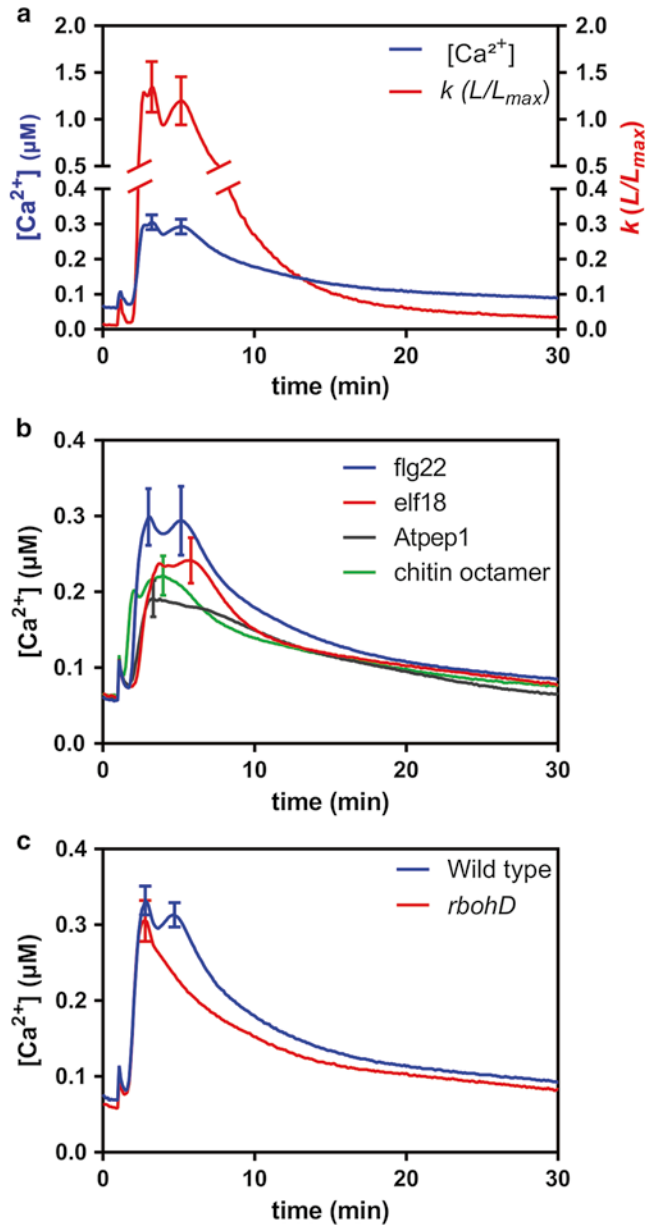 a
2.0
1.5
1.0
0.5
0.4
0.3
0.2
0.1
0.0
[Ca²⁺] (µM)
[Ca²⁺]
k (L/Lmax)
2.0
1.5
1.0
0.5
0.4
0.3
0.2
0.1
0.0
k (L/Lmax)
0 10 20 30
time (min)
b
0.4
0.3
0.2
0.1
0.0
[Ca²⁺] (µM)
flg22
elf18
Atpep1
chitin octamer
0 10 20 30
time (min)
c
0.4
0.3
0.2
0.1
0.0
[Ca²⁺] (µM)
Wild type
rbohD
0 10 20 30
time (min)